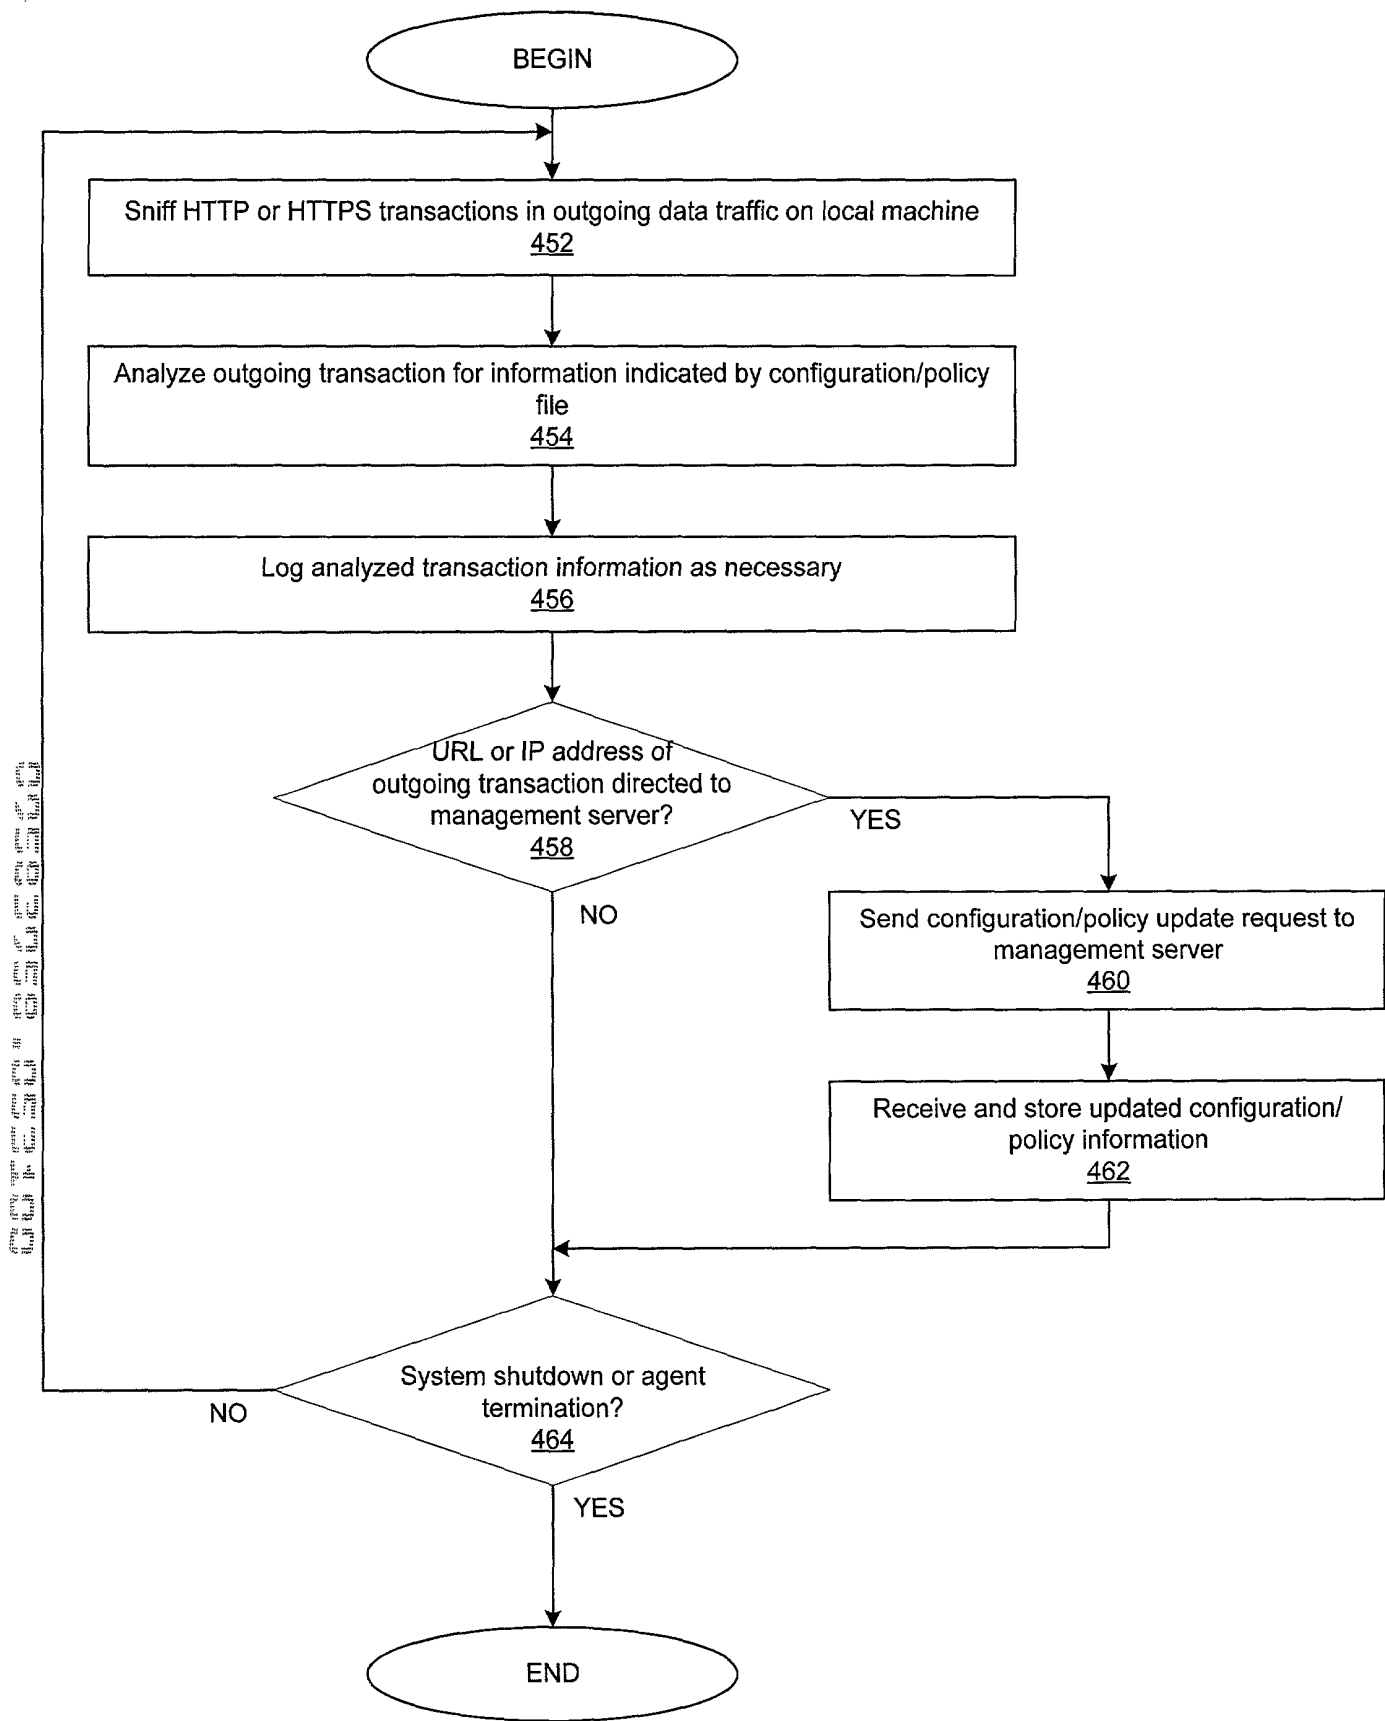 BEGIN
Sniff HTTP or HTTPS transactions in outgoing data traffic on local machine
452
Analyze outgoing transaction for information indicated by configuration/policy
file
454
Log analyzed transaction information as necessary
456
URL or IP address of
outgoing transaction directed to
management server?
458
YES
NO
Send configuration/policy update request to
management server
460
Receive and store updated configuration/
policy information
462
System shutdown or agent
termination?
464
NO
YES
END